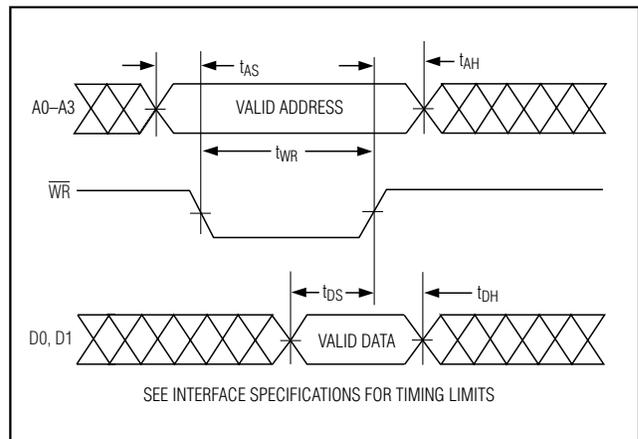 tAS
tAH
A0–A3
VALID ADDRESS
tWR
WR
tDS
tDH
D0, D1
VALID DATA
SEE INTERFACE SPECIFICATIONS FOR TIMING LIMITS